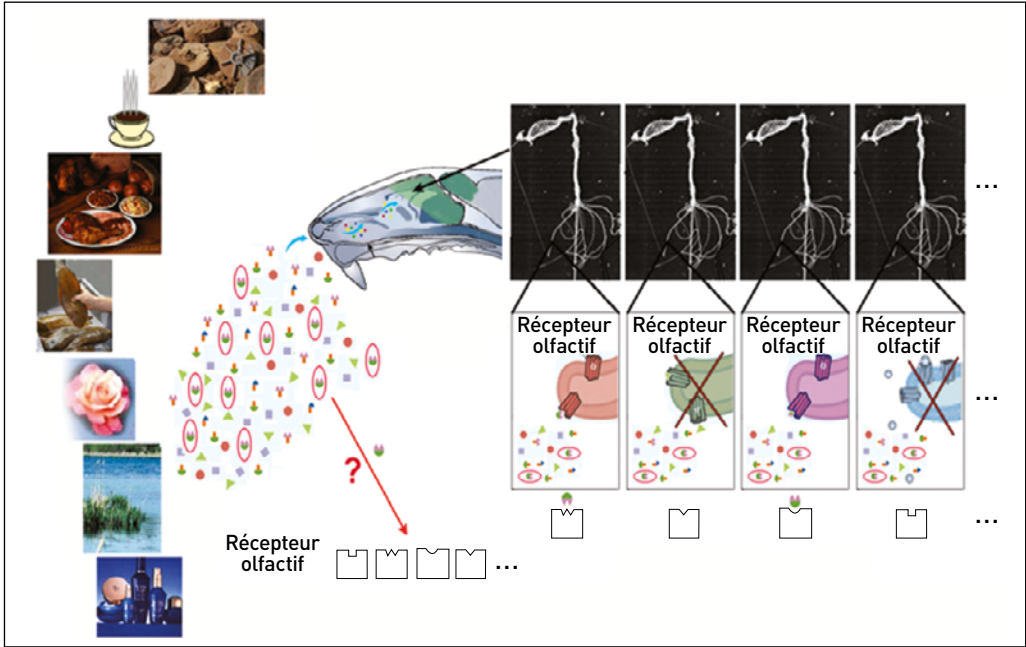 Récepteur
olfactif
Récepteur
olfactif
Récepteur
olfactif
Récepteur
olfactif
...
...
...
?
Récepteur
olfactif
...